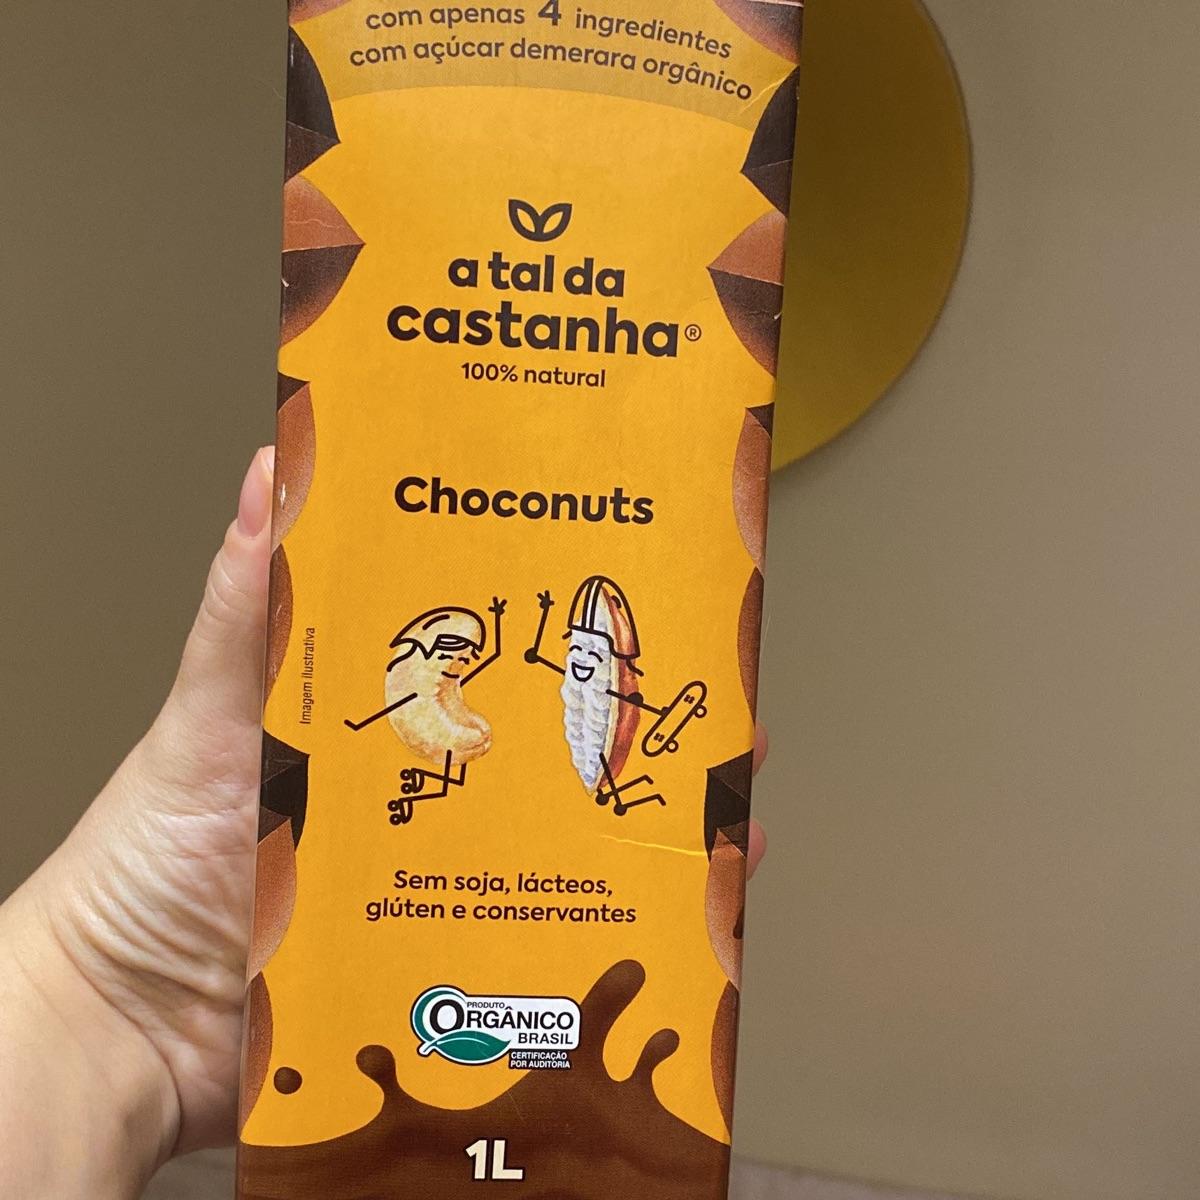 com apenas 4 ingredientes
com açúcar demerara orgânico
a tal da
castanha®
100% natural
Choconuts
Imagem ilustrativa
Sem soja, lácteos,
glúten e conservantes
PRODUTO
ORGÂNICO
BRASIL
CERTIFICAÇÃO
POR AUDITORIA
1L